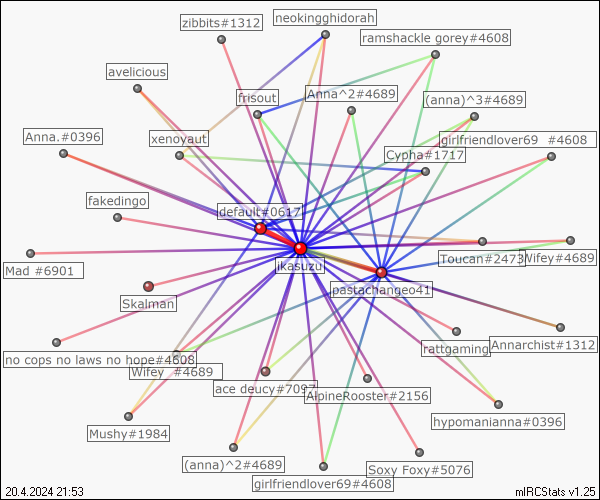 neokingghidorah
zibbits#1312
ramshackle gorey#4608
avelicious
frisout
Anna^2#4689
(anna)^3#4689
Anna.#0396
xenoyaut
girlfriendlover69 #4608
Cypha#1717
fakedingo
default#0617
jkasuzu
Toucan#2473
Wifey#4689
Mad #6901
pastachangeo41
Skalman
rattgaming
Annarchist#1312
no cops no laws no hope#4608
Wifey #4689
ace deucy#7097
AlpineRooster#2156
hypomanianna#0396
Mushy#1984
(anna)^2#4689
Soxy Foxy#5076
girlfriendlover69#4608
20.4.2024 21:53
mIRCStats v1.25